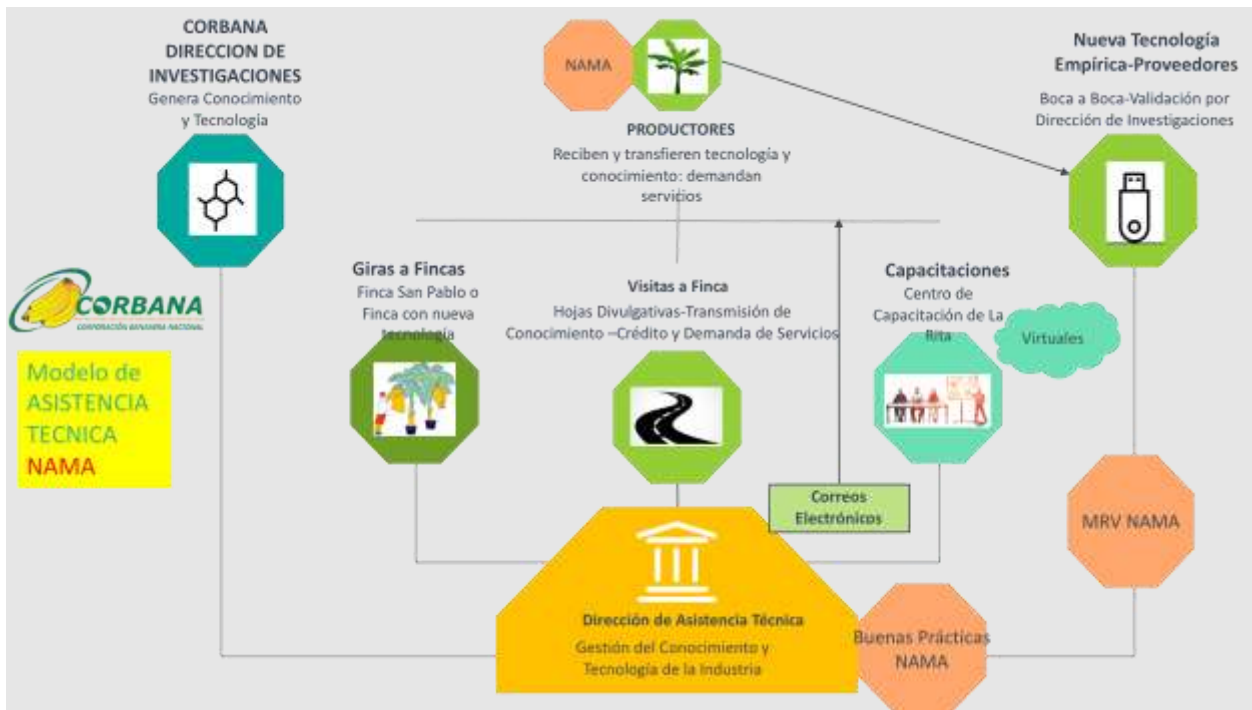 CORBANA
DIRECCION DE
INVESTIGACIONES
Genera Conocimiento
y Tecnología
NAMA
PRODUCTORES
Reciben y transfieren tecnología y
conocimiento: demandan
servicios
Nueva Tecnología
Empírica-Proveedores
Boca a Boca-Validación por
Dirección de Investigaciones
CORBANA
CORPORACIÓN BANANERA NACIONAL
Modelo de
ASISTENCIA
TECNICA
NAMA
Giras a Fincas
Finca San Pablo o
Finca con nueva
tecnología
Visitas a Finca
Hojas Divulgativas-Transmisión de
Conocimiento –Crédito y Demanda de Servicios
Capacitaciones
Centro de
Capacitación de La
Rita
Virtuales
Correos
Electrónicos
MRV NAMA
Dirección de Asistencia Técnica
Gestión del Conocimiento y
Tecnología de la Industria
Buenas Prácticas
NAMA